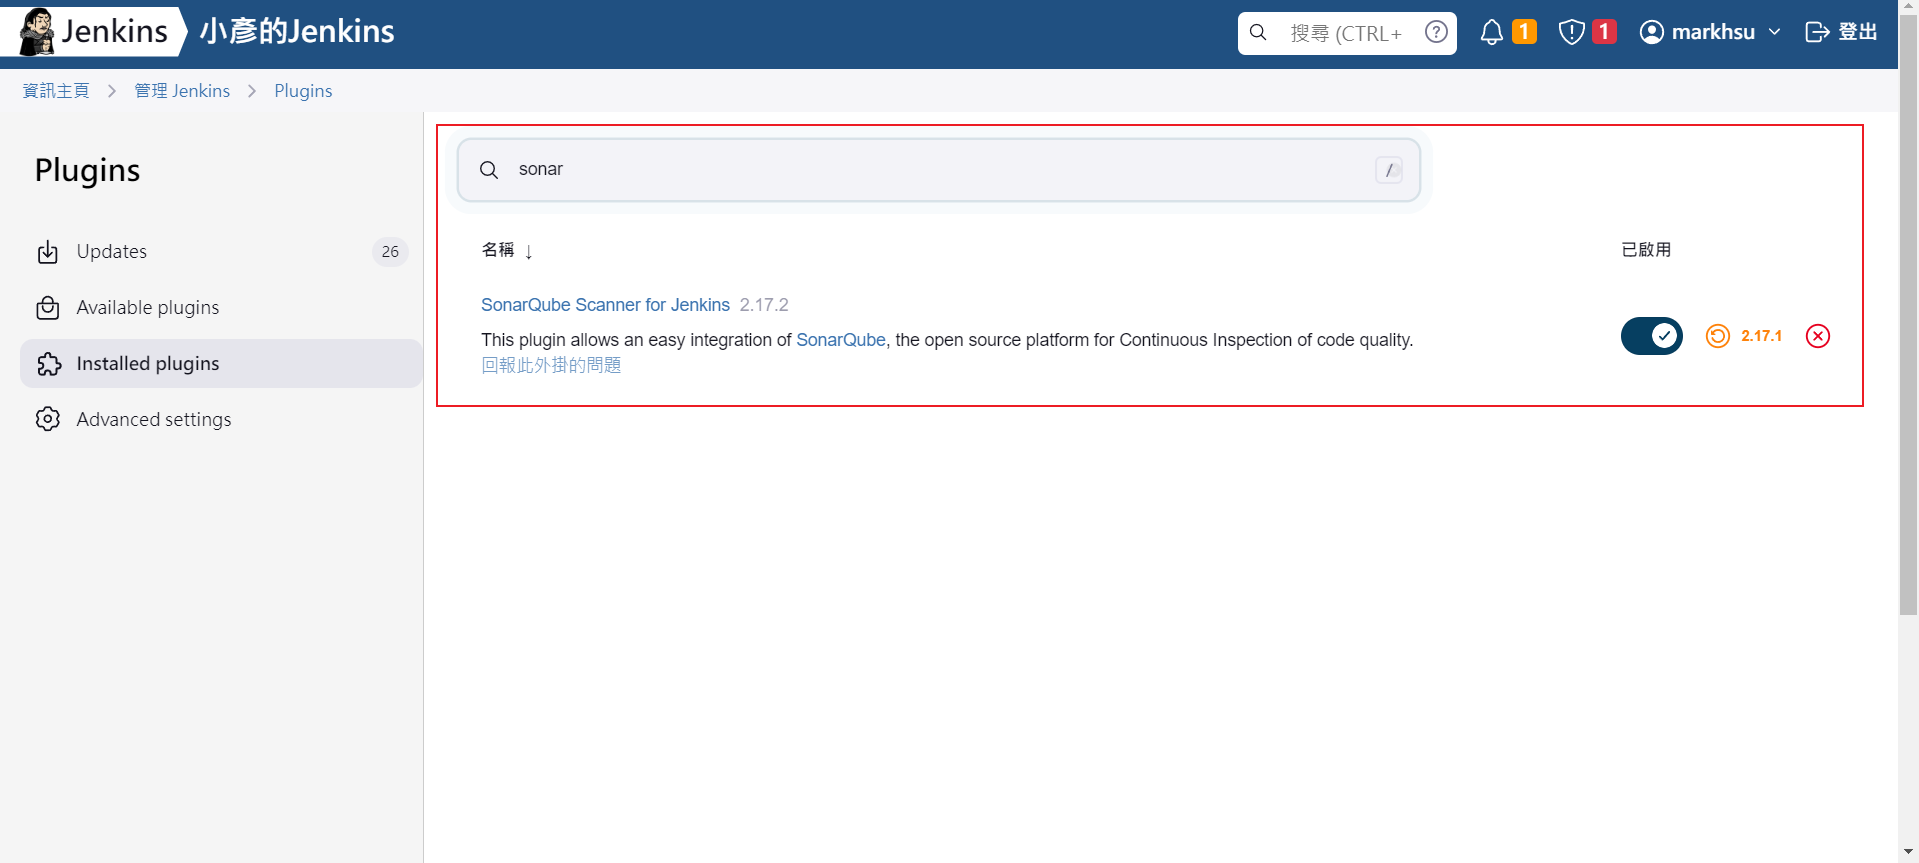 Jenkins 小彥的Jenkins 搜尋 (CTRL+ 1 1 markhsu 登出
資訊主頁 管理 Jenkins Plugins
Plugins
Updates 26
Available plugins
Installed plugins
Advanced settings
sonar /
名稱 ↓ 已啟用
SonarQube Scanner for Jenkins 2.17.2
This plugin allows an easy integration of SonarQube, the open source platform for Continuous Inspection of code quality.
回報此外掛的問題
2.17.1